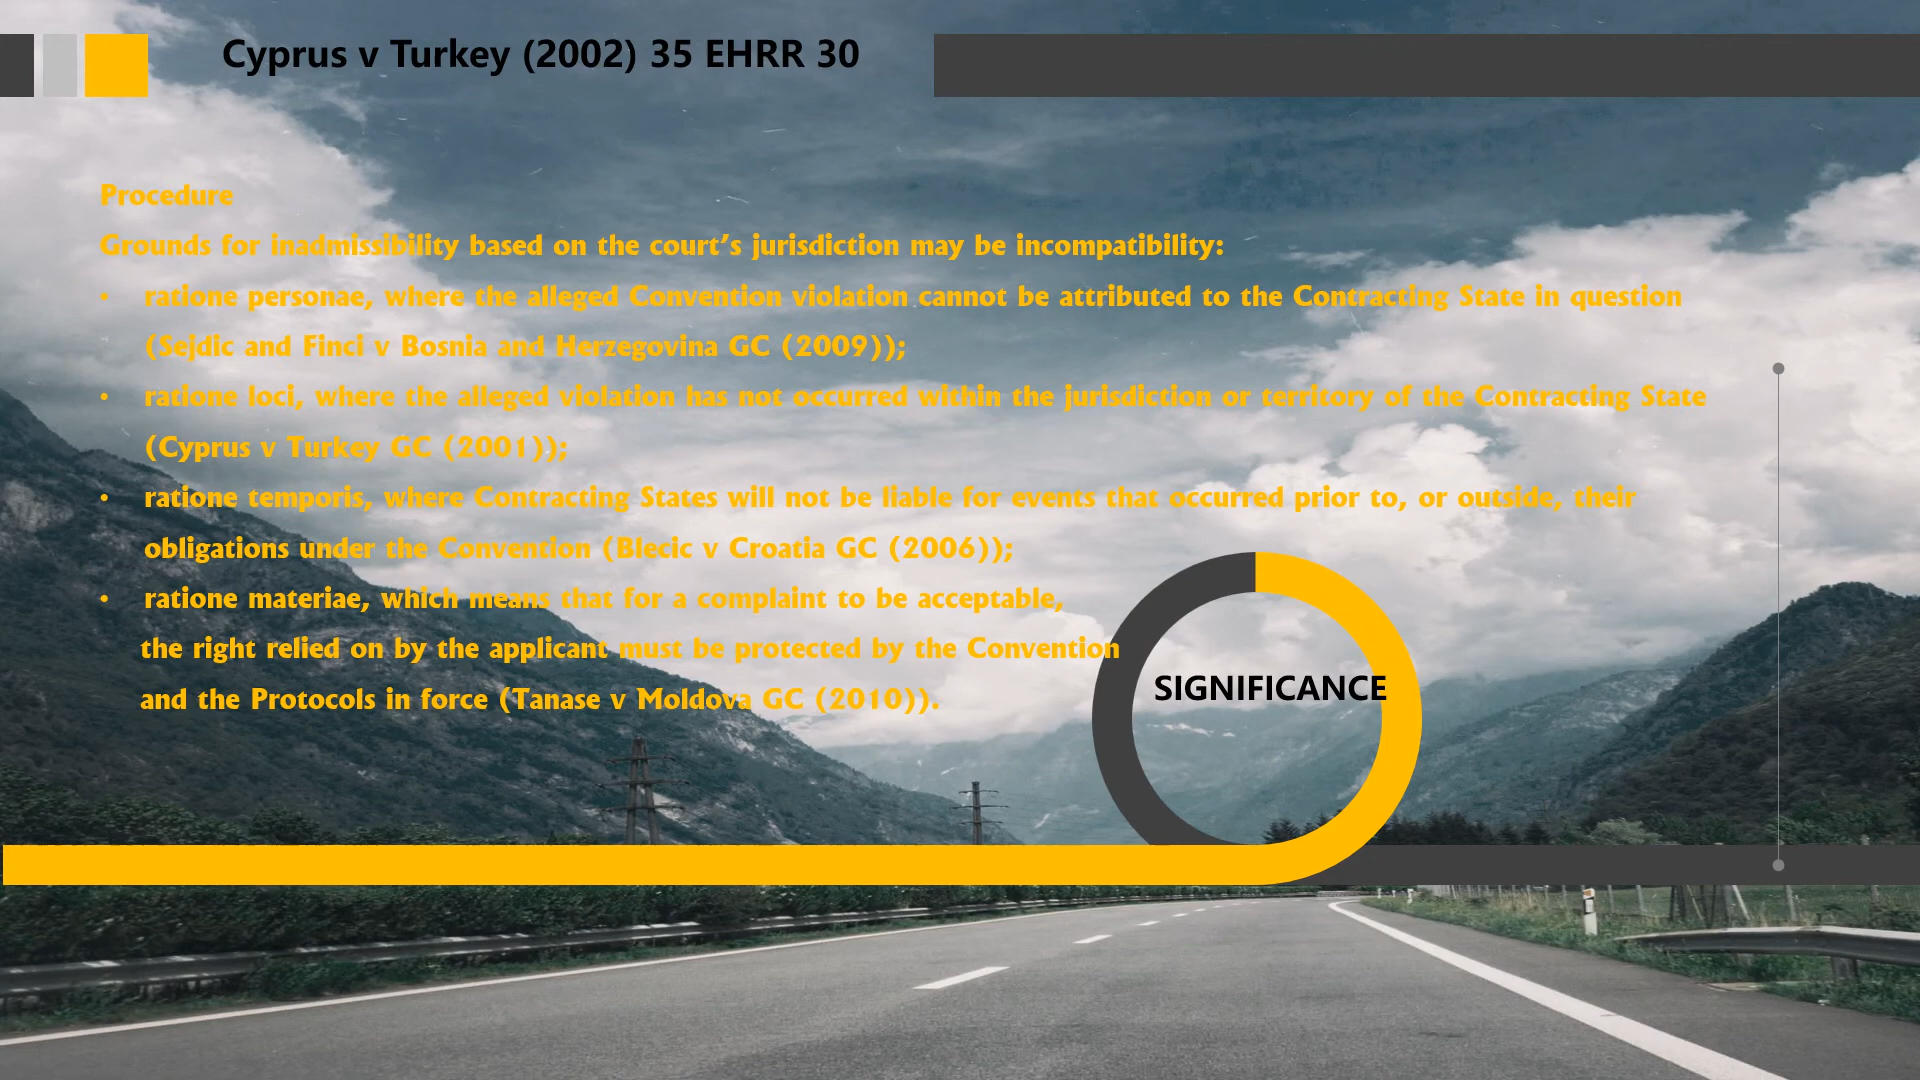 Cyprus v Turkey (2002) 35 EHRR 30
Procedure
Grounds for inadmissibility based on the court’s jurisdiction may be incompatibility:
• ratione personae, where the alleged Convention violation cannot be attributed to the Contracting State in question
(Sejdic and Finci v Bosnia and Herzegovina GC (2009));
• ratione loci, where the alleged violation has not occurred within the jurisdiction or territory of the Contracting State
(Cyprus v Turkey GC (2001));
• ratione temporis, where Contracting States will not be liable for events that occurred prior to, or outside, their
obligations under the Convention (Blecic v Croatia GC (2006));
• ratione materiae, which means that for a complaint to be acceptable,
the right relied on by the applicant must be protected by the Convention
and the Protocols in force (Tanase v Moldova GC (2010)).
SIGNIFICANCE